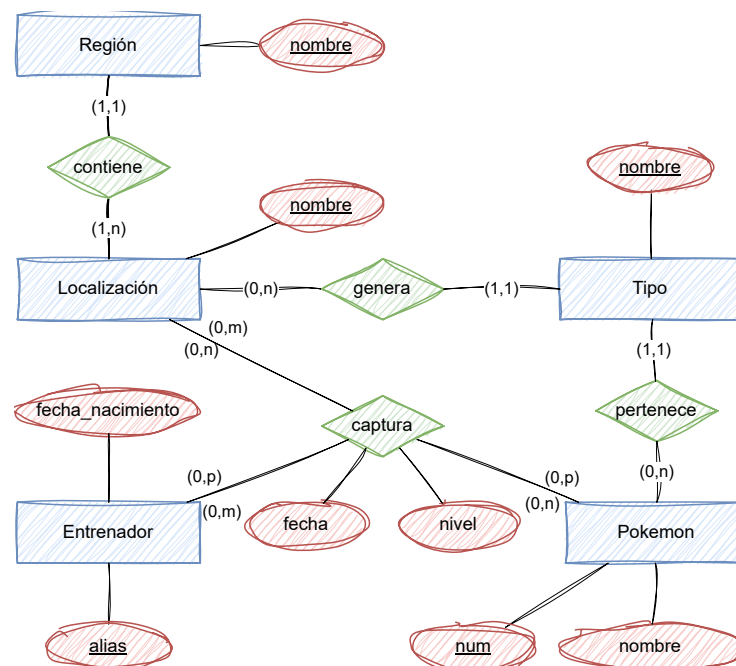 Región
nombre
(1,1)
contiene
nombre
(1,n)
nombre
Localización
(0,n)
genera
(1,1)
Tipo
(0,m)
(0,n)
(1,1)
fecha_nacimiento
captura
pertenece
(0,p)
(0,p)
(0,n)
(0,m)
(0,n)
Entrenador
fecha
nivel
Pokemon
alias
num
nombre